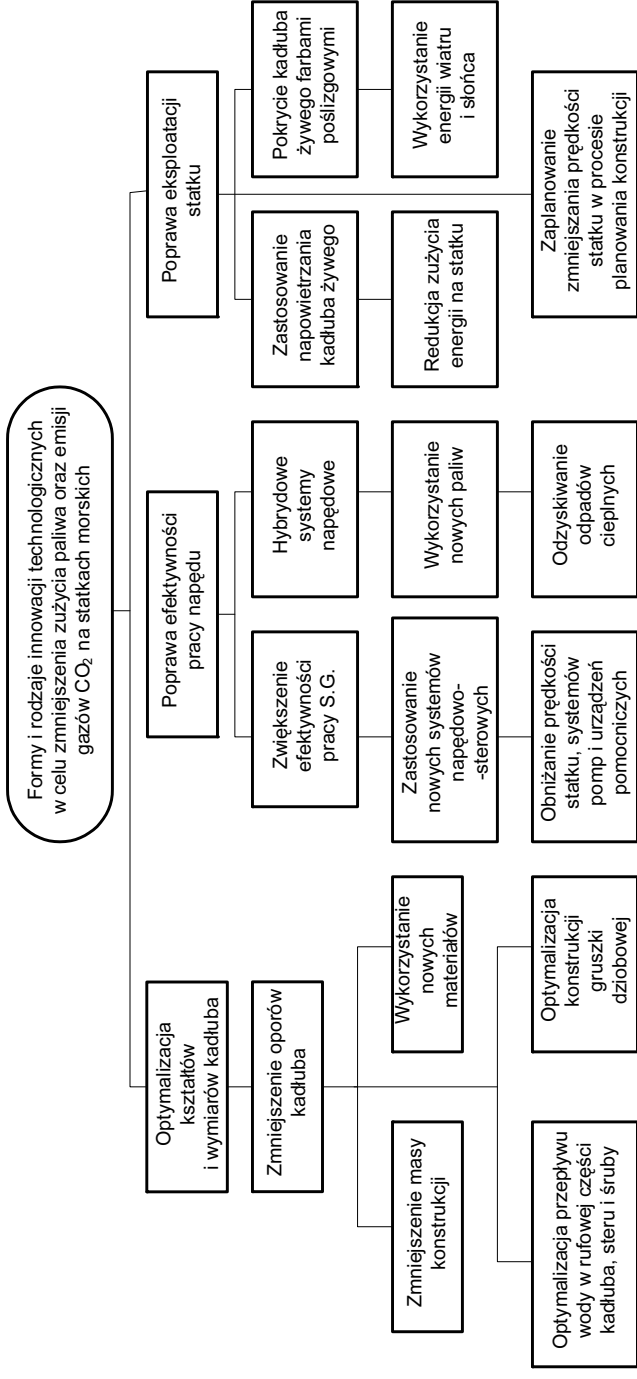 Formy i rodzaje innowacji technologicznych
w celu zmniejszenia zużycia paliwa oraz emisji
gazów CO₂ na statkach morskich
Optymalizacja
kształtów
i wymiarów kadłuba
Zmniejszenie oporów
kadłuba
Zmniejszenie masy
konstrukcji
Wykorzystanie
nowych
materiałów
Optymalizacja przepływu
wody w rufowej części
kadłuba, steru i śruby
Optymalizacja
konstrukcji
gruszki
dziobowej
Poprawa efektywności
pracy napędu
Zwiększenie
efektywności
pracy S.G.
Hybrydowe
systemy
napędowe
Zastosowanie
nowych systemów
napędowo-
-sterowych
Wykorzystanie
nowych paliw
Obniżanie prędkości
statku, systemów
pomp i urządzeń
pomocniczych
Odzyskiwanie
odpadów
cieplnych
Poprawa eksploatacji
statku
Zastosowanie
napowietrzania
kadłuba żywego
Pokrycie kadłuba
żywego farbami
poślizgowymi
Redukcja zużycia
energii na statku
Wykorzystanie
energii wiatru
i słońca
Zaplanowanie
zmniejszania prędkości
statku w procesie
planowania konstrukcji